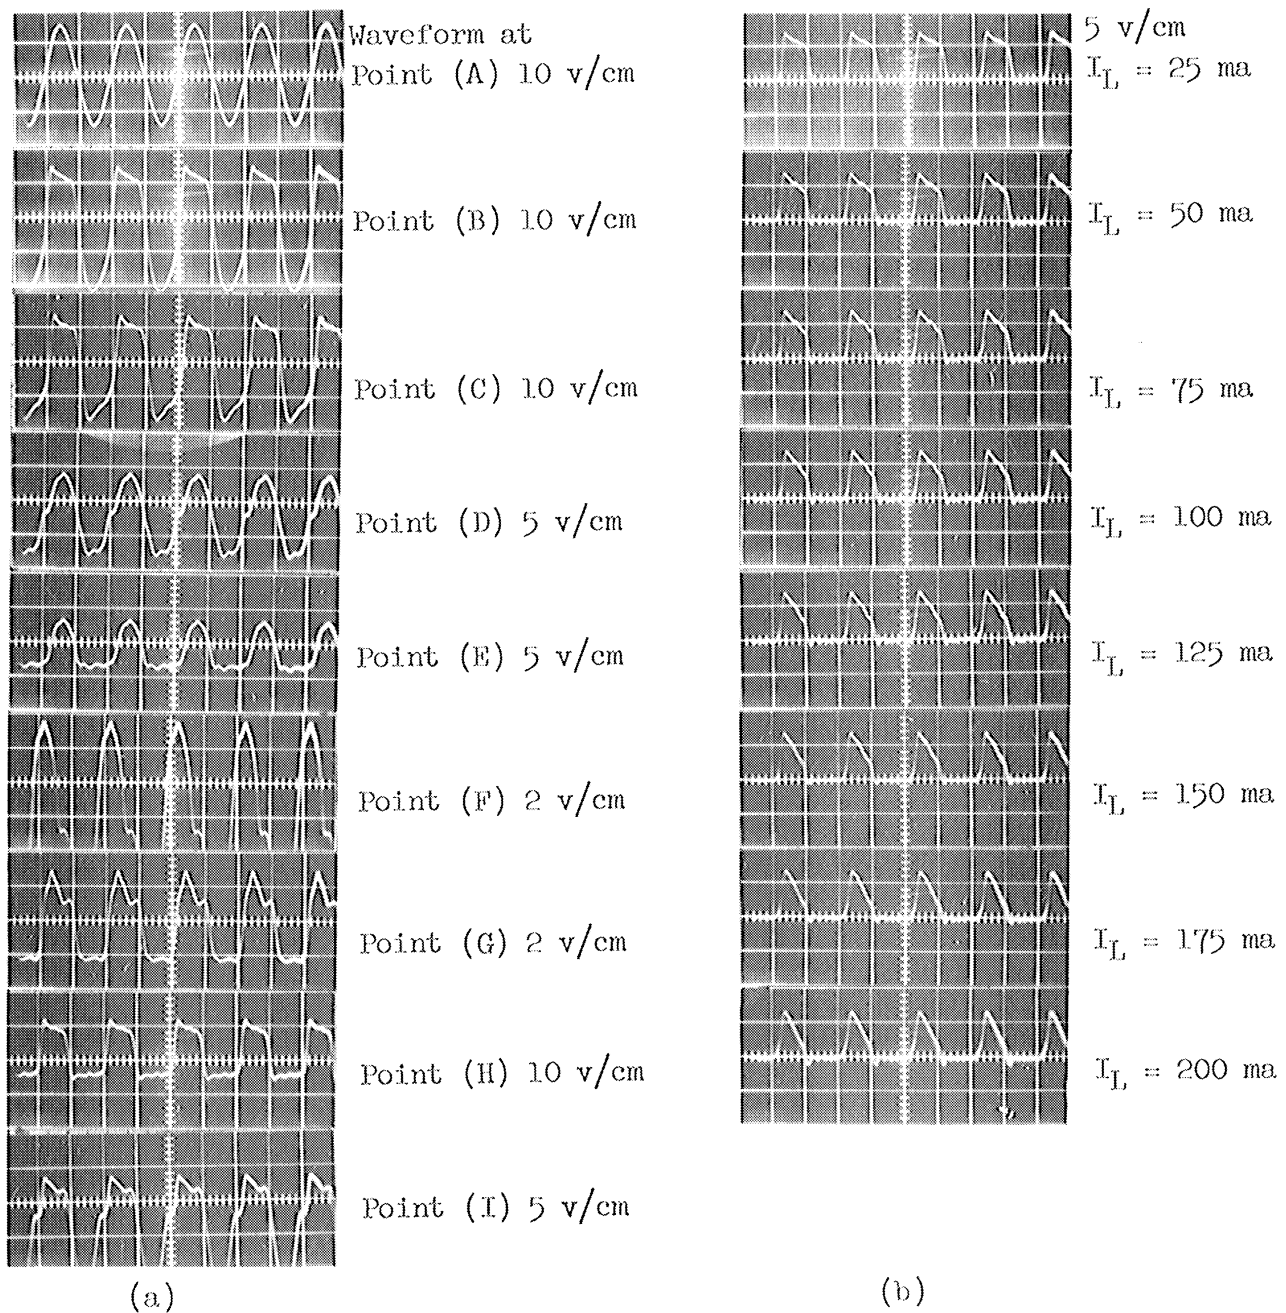 Waveform at
Point (A) 10 v/cm
Point (B) 10 v/cm
Point (C) 10 v/cm
Point (D) 5 v/cm
Point (E) 5 v/cm
Point (F) 2 v/cm
Point (G) 2 v/cm
Point (H) 10 v/cm
Point (I) 5 v/cm
(a)
5 v/cm
I_L = 25 ma
I_L = 50 ma
I_L = 75 ma
I_L = 100 ma
I_L = 125 ma
I_L = 150 ma
I_L = 175 ma
I_L = 200 ma
(b)